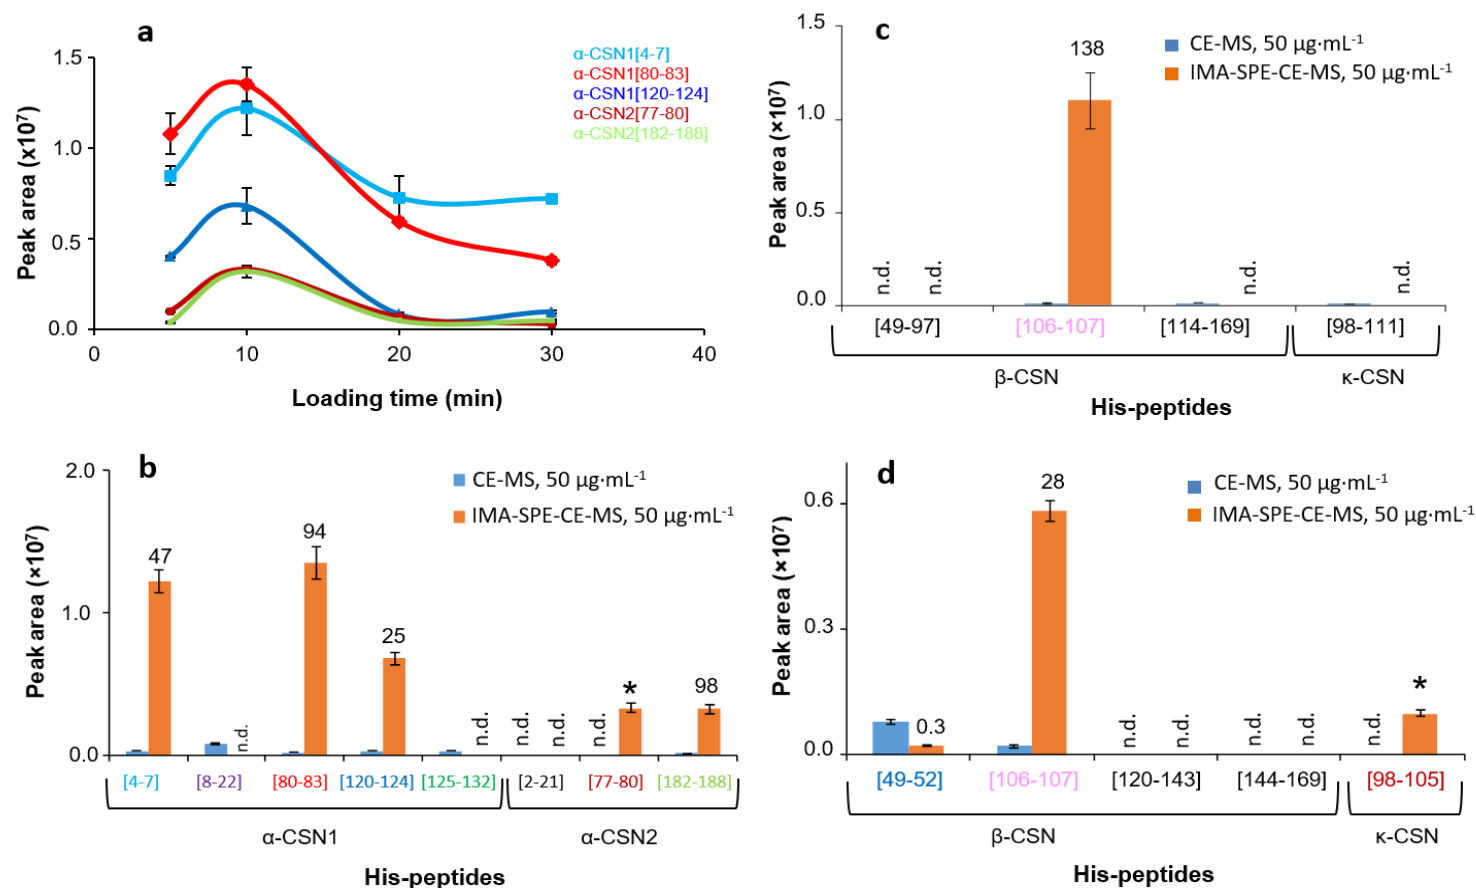 a
α-CSN1[4-7]
α-CSN1[80-83]
α-CSN1[120-124]
α-CSN2[77-80]
α-CSN2[182-188]
Peak area (x10⁷)
1.5
1.0
0.5
0.0
0 10 20 30 40
Loading time (min)
c
CE-MS, 50 µg·mL⁻¹
IMA-SPE-CE-MS, 50 µg·mL⁻¹
Peak area (×10⁷)
1.5
1.0
0.5
0.0
n.d. n.d. 138 n.d. n.d.
[49-97] [106-107] [114-169] [98-111]
β-CSN κ-CSN
His-peptides
b
CE-MS, 50 µg·mL⁻¹
IMA-SPE-CE-MS, 50 µg·mL⁻¹
Peak area (×10⁷)
2.0
1.0
0.0
47 n.d. 94 25 n.d. n.d. n.d. n.d. * 98
[4-7] [8-22] [80-83] [120-124] [125-132] [2-21] [77-80] [182-188]
α-CSN1 α-CSN2
His-peptides
d
CE-MS, 50 µg·mL⁻¹
IMA-SPE-CE-MS, 50 µg·mL⁻¹
Peak area (×10⁷)
0.6
0.3
0.0
0.3 28 n.d. n.d. n.d. n.d. n.d. *
[49-52] [106-107] [120-143] [144-169] [98-105]
β-CSN κ-CSN
His-peptides